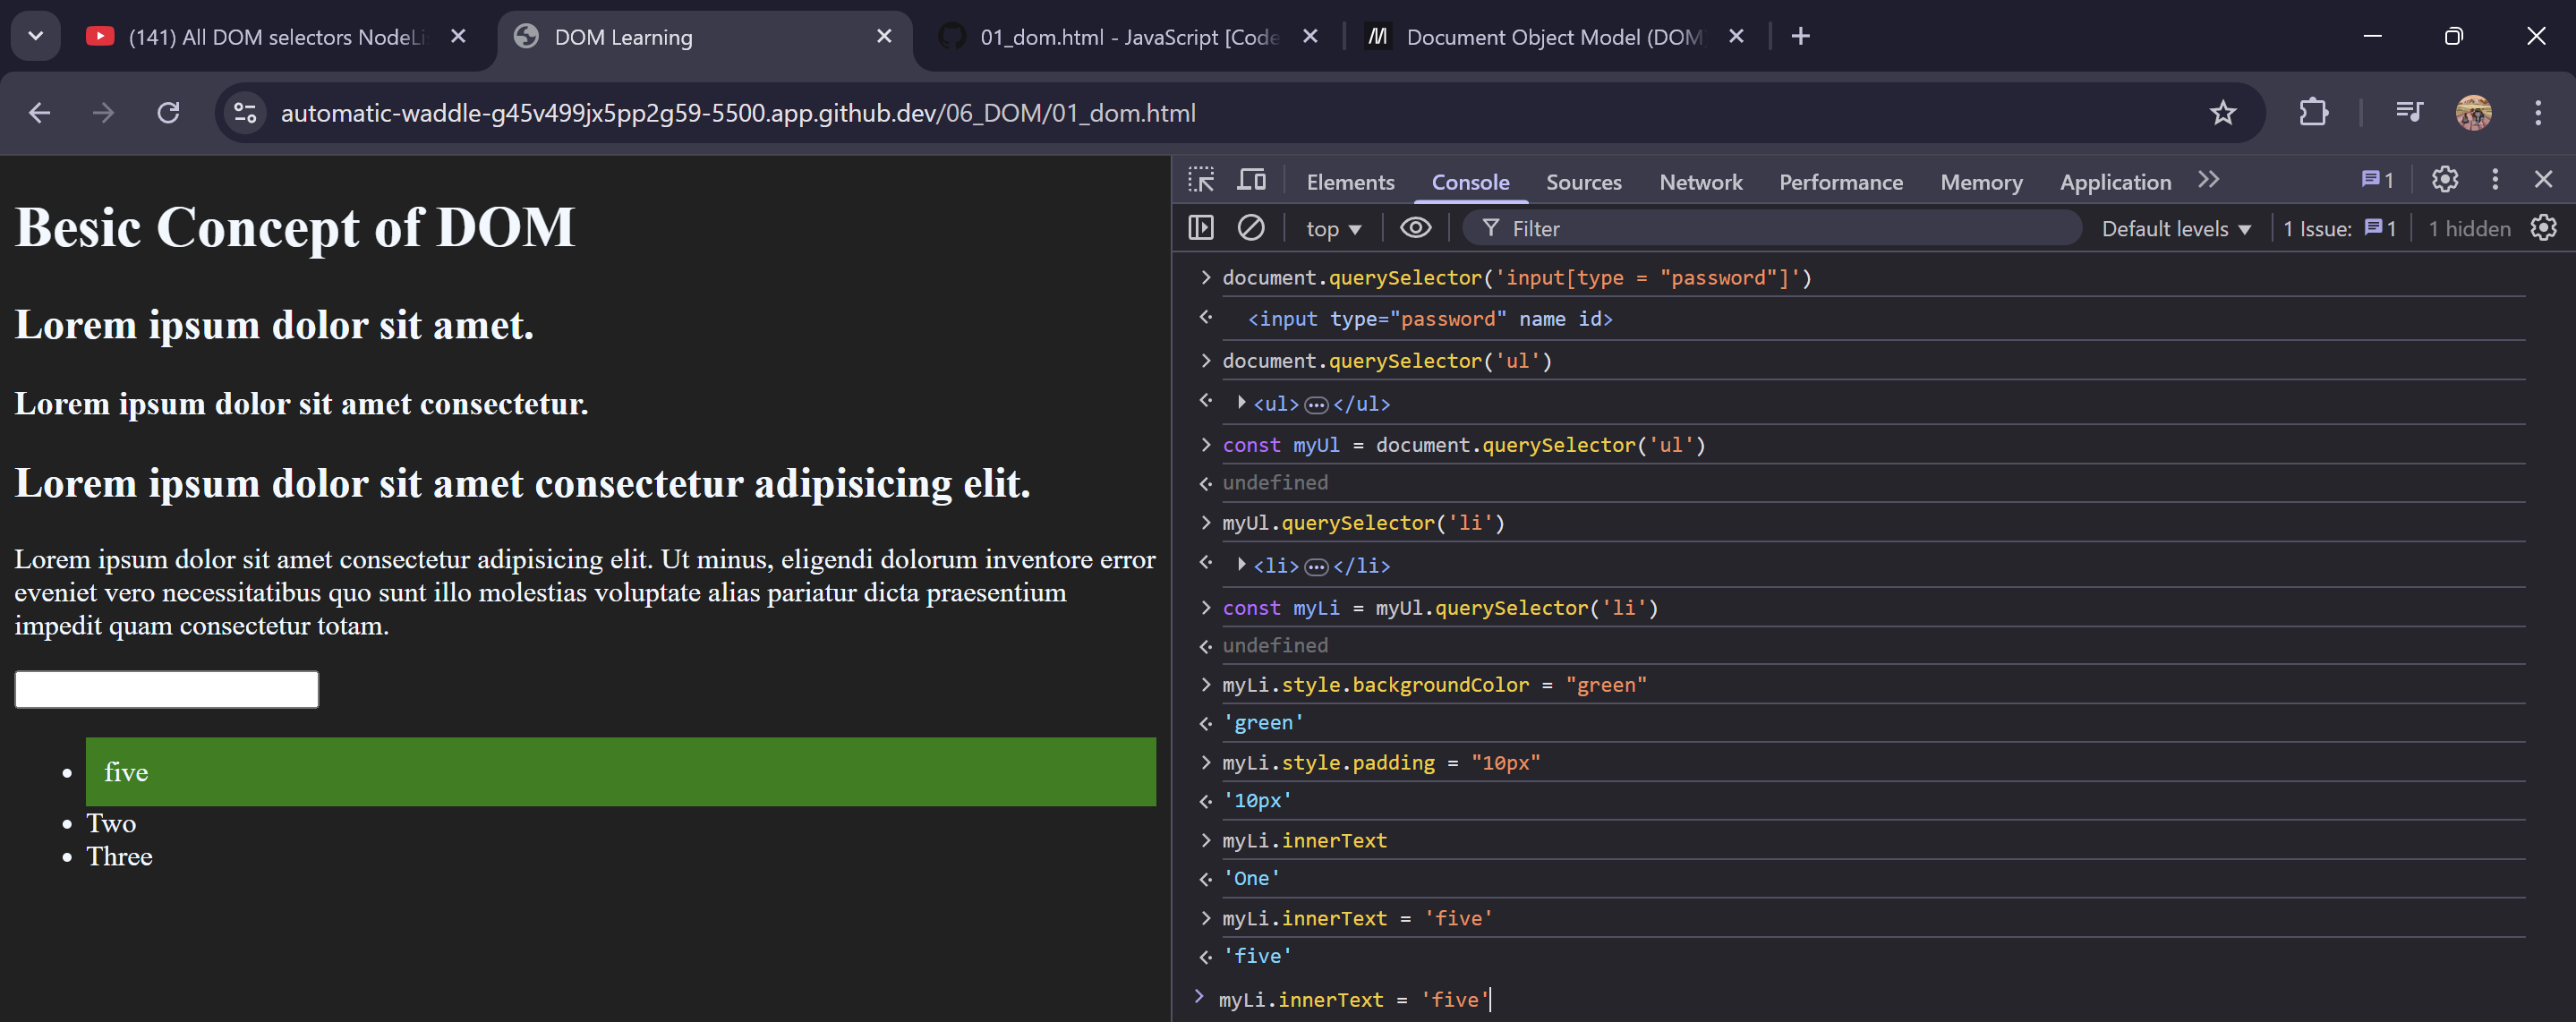 (141) All DOM selectors NodeLi
DOM Learning
01_dom.html - JavaScript [Code
Document Object Model (DOM
automatic-waddle-g45v499jx5pp2g59-5500.app.github.dev/06_DOM/01_dom.html
Besic Concept of DOM
Lorem ipsum dolor sit amet.
Lorem ipsum dolor sit amet consectetur.
Lorem ipsum dolor sit amet consectetur adipisicing elit.
Lorem ipsum dolor sit amet consectetur adipisicing elit. Ut minus, eligendi dolorum inventore error
eveniet vero necessitatibus quo sunt illo molestias voluptate alias pariatur dicta praesentium
impedit quam consectetur totam.
five
Two
Three
Elements Console Sources Network Performance Memory Application 1
top Filter Default levels 1 Issue: 1 1 hidden
document.querySelector('input[type = "password"]')
<input type="password" name id>
document.querySelector('ul')
<ul>…</ul>
const myUl = document.querySelector('ul')
undefined
myUl.querySelector('li')
<li>…</li>
const myLi = myUl.querySelector('li')
undefined
myLi.style.backgroundColor = "green"
'green'
myLi.style.padding = "10px"
'10px'
myLi.innerText
'One'
myLi.innerText = 'five'
'five'
myLi.innerText = 'five'